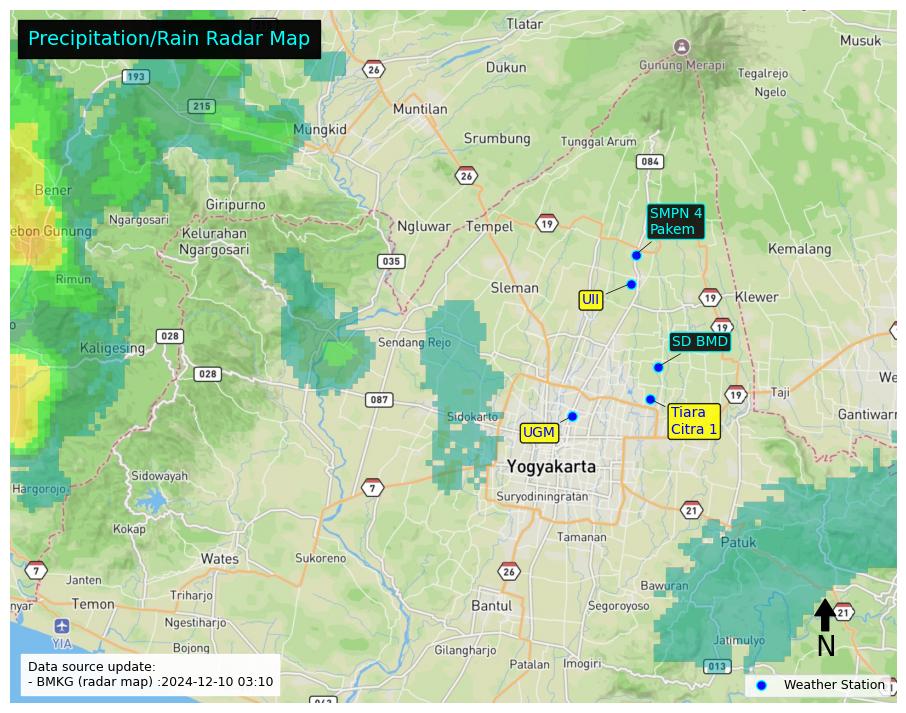 Precipitation/Rain Radar Map
Tlatar
Musuk
193
26
Dukun
Gunung Merapi
Tegalrejo
Ngelo
215
Muntilan
Mungkid
Srumbung
Tunggal Arum
084
26
Bener
Giripurno
SMPN 4
Pakem
Ngargosari
Kelurahan
Ngargosari
Ngluwar
Tempel
19
ebon Gunung
Kemalang
035
Rimun
Sleman
UII
19
Klewer
19
028
Kaligesing
Sendang Rejo
SD BMD
028
We
087
19
Taji
Sidokarto
Tiara
Citra 1
Gantiwarn
UGM
Yogyakarta
Sidowayah
Hargorojo
7
Suryodiningratan
21
Kokap
Tamanan
Patuk
Wates
Sukoreno
7
Janten
26
Bawuran
Triharjo
nyar
Temon
Bantul
Segoroyoso
21
Ngestiharjo
YIA
Jatimulyo
N
Bojong
Gilangharjo
Patalan
Imogiri
013
Data source update:
- BMKG (radar map) :2024-12-10 03:10
Weather Station